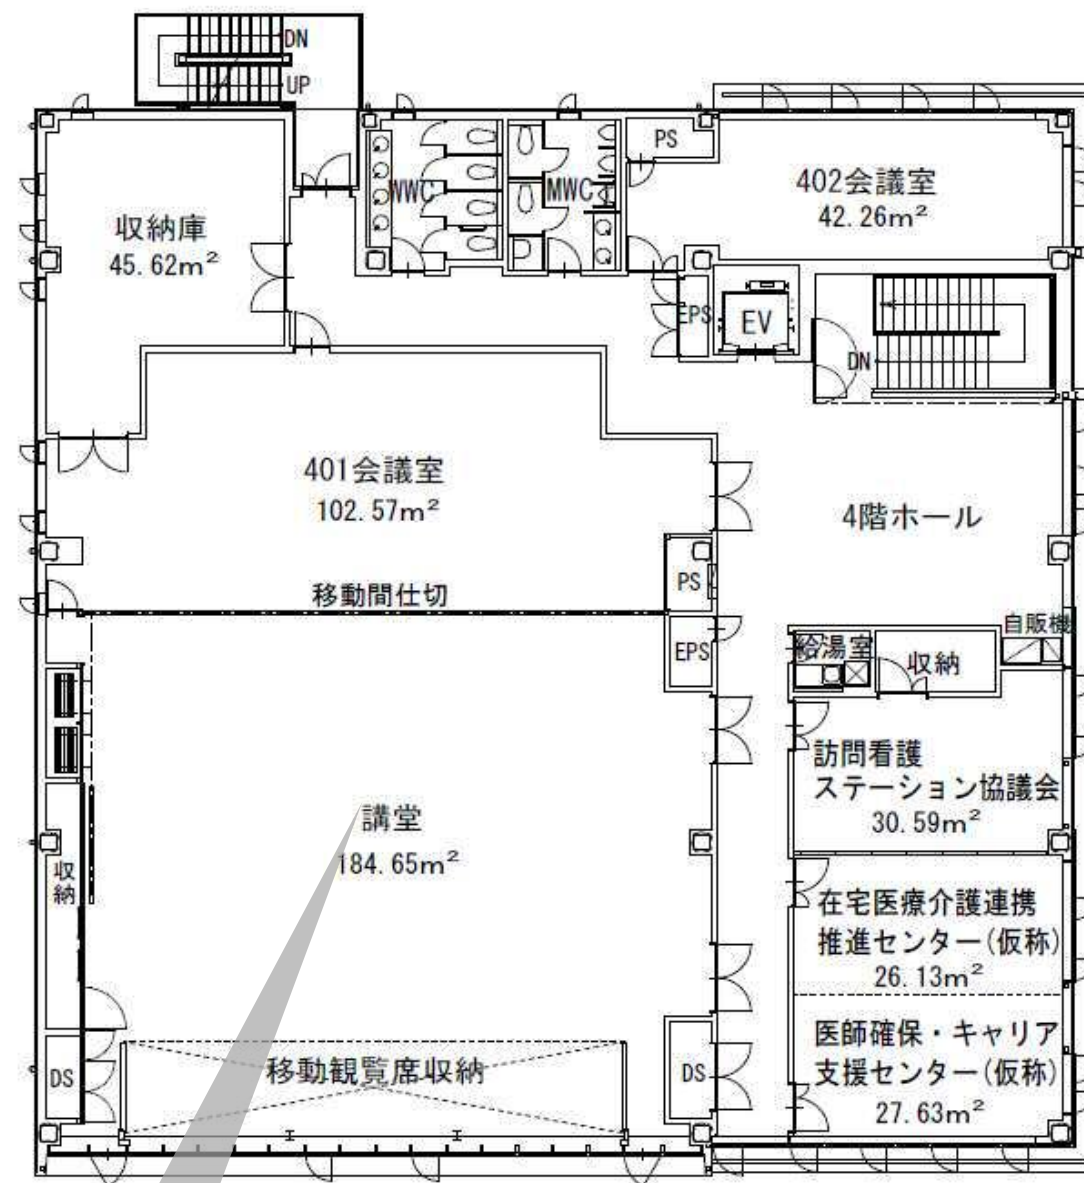 DN
UP
PS
402会議室
42.26m²
WWC
MWC
収納庫
45.62m²
EPS
EV
DN
401会議室
102.57m²
4階ホール
PS
移動間仕切
EPS
給湯室
収納
自販機
訪問看護
ステーション協議会
30.59m²
講堂
184.65m²
収納
在宅医療介護連携
推進センター(仮称)
26.13m²
医師確保・キャリア
支援センター(仮称)
27.63m²
DS
移動観覧席収納
DS